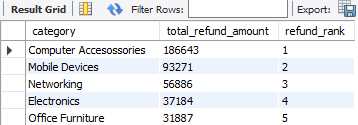 Result Grid Filter Rows: Export:
category total_refund_amount refund_rank
Computer Accesossories 186643 1
Mobile Devices 93271 2
Networking 56886 3
Electronics 37184 4
Office Furniture 31887 5